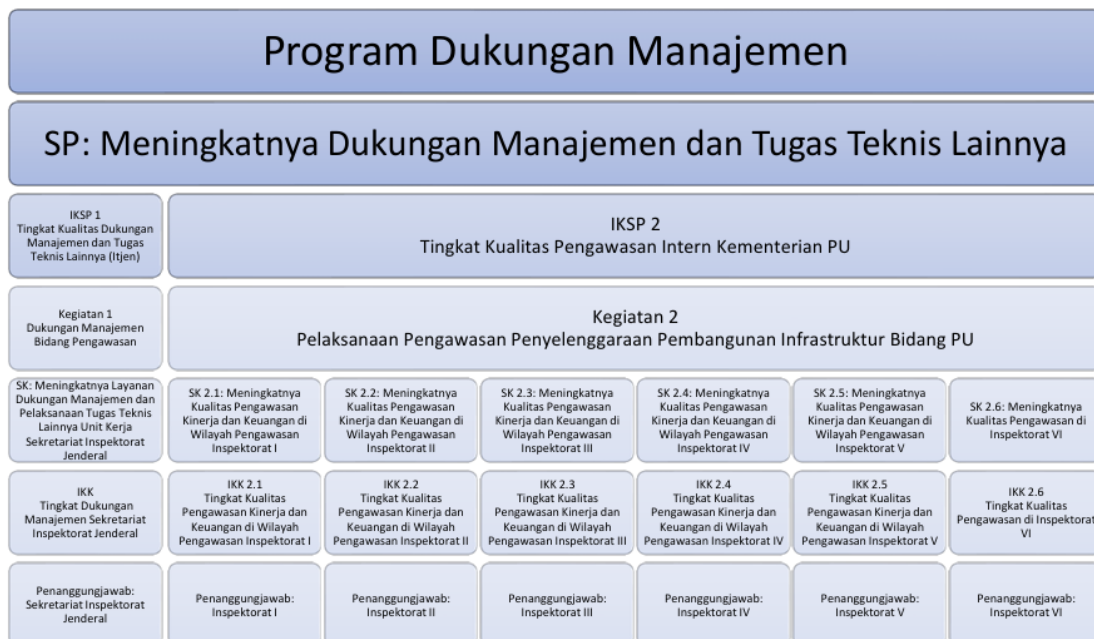 Program Dukungan Manajemen
SP: Meningkatnya Dukungan Manajemen dan Tugas Teknis Lainnya
IKSP 1
Tingkat Kualitas Dukungan
Manajemen dan Tugas
Teknis Lainnya (Itjen)
IKSP 2
Tingkat Kualitas Pengawasan Intern Kementerian PU
Kegiatan 1
Dukungan Manajemen
Bidang Pengawasan
Kegiatan 2
Pelaksanaan Pengawasan Penyelenggaraan Pembangunan Infrastruktur Bidang PU
SK: Meningkatnya Layanan
Dukungan Manajemen dan
Pelaksanaan Tugas Teknis
Lainnya Unit Kerja
Sekretariat Inspektorat
Jenderal
SK 2.1: Meningkatnya
Kualitas Pengawasan
Kinerja dan Keuangan di
Wilayah Pengawasan
Inspektorat I
SK 2.2: Meningkatnya
Kualitas Pengawasan
Kinerja dan Keuangan di
Wilayah Pengawasan
Inspektorat II
SK 2.3: Meningkatnya
Kualitas Pengawasan
Kinerja dan Keuangan di
Wilayah Pengawasan
Inspektorat III
SK 2.4: Meningkatnya
Kualitas Pengawasan
Kinerja dan Keuangan di
Wilayah Pengawasan
Inspektorat IV
SK 2.5: Meningkatnya
Kualitas Pengawasan
Kinerja dan Keuangan di
Wilayah Pengawasan
Inspektorat V
SK 2.6: Meningkatnya
Kualitas Pengawasan di
Inspektorat VI
IKK
Tingkat Dukungan
Manajemen Sekretariat
Inspektorat Jenderal
IKK 2.1
Tingkat Kualitas
Pengawasan Kinerja dan
Keuangan di Wilayah
Pengawasan Inspektorat I
IKK 2.2
Tingkat Kualitas
Pengawasan Kinerja dan
Keuangan di Wilayah
Pengawasan Inspektorat II
IKK 2.3
Tingkat Kualitas
Pengawasan Kinerja dan
Keuangan di Wilayah
Pengawasan Inspektorat III
IKK 2.4
Tingkat Kualitas
Pengawasan Kinerja dan
Keuangan di Wilayah
Pengawasan Inspektorat IV
IKK 2.5
Tingkat Kualitas
Pengawasan Kinerja dan
Keuangan di Wilayah
Pengawasan Inspektorat V
IKK 2.6
Tingkat Kualitas
Pengawasan di Inspektorat
VI
Penanggungjawab:
Sekretariat Inspektorat
Jenderal
Penanggungjawab:
Inspektorat I
Penanggungjawab:
Inspektorat II
Penanggungjawab:
Inspektorat III
Penanggungjawab:
Inspektorat IV
Penanggungjawab:
Inspektorat V
Penanggungjawab:
Inspektorat VI